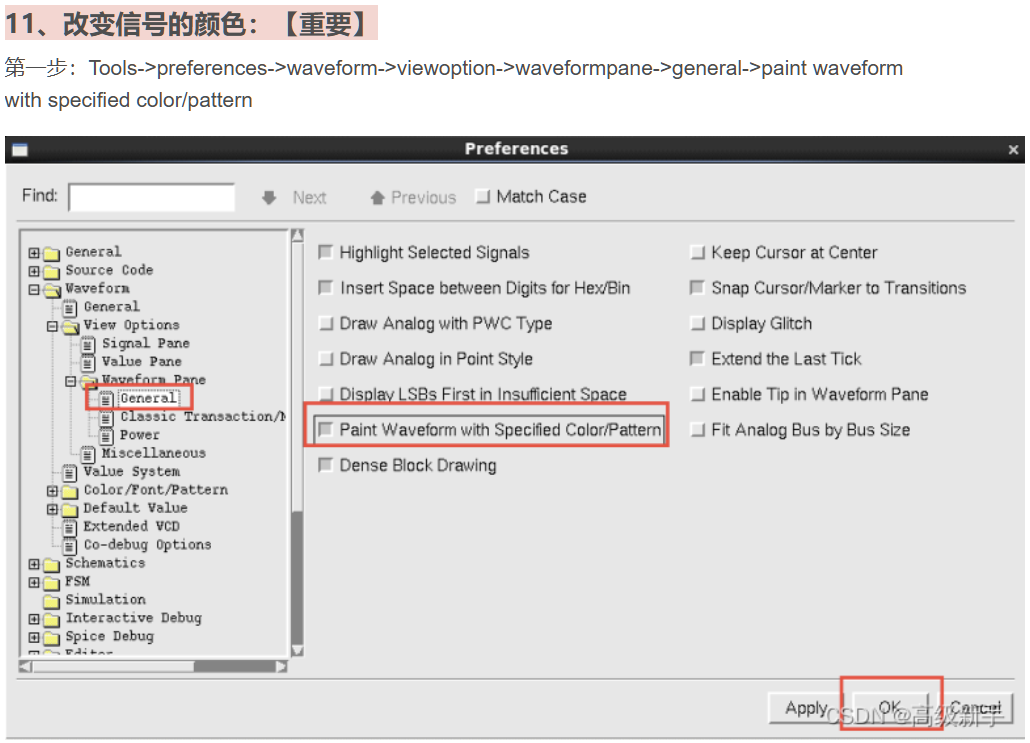 11、改变信号的颜色：【重要】
第一步：Tools->preferences->waveform->viewoption->waveformpane->general->paint waveform
with specified color/pattern
Preferences
Find:
Next
Previous
Match Case
General
Source Code
Waveform
General
View Options
Signal Pane
Value Pane
Waveform Pane
General
Classic Transaction/M
Power
Miscellaneous
Value System
Color/Font/Pattern
Default Value
Extended VCD
Co-debug Options
Schematics
FSM
Simulation
Interactive Debug
Spice Debug
Editor
Highlight Selected Signals
Insert Space between Digits for Hex/Bin
Draw Analog with PWC Type
Draw Analog in Point Style
Display LSBs First in Insufficient Space
Paint Waveform with Specified Color/Pattern
Dense Block Drawing
Keep Cursor at Center
Snap Cursor/Marker to Transitions
Display Glitch
Extend the Last Tick
Enable Tip in Waveform Pane
Fit Analog Bus by Bus Size
Apply
OK
Cancel
CSDN @高级新手